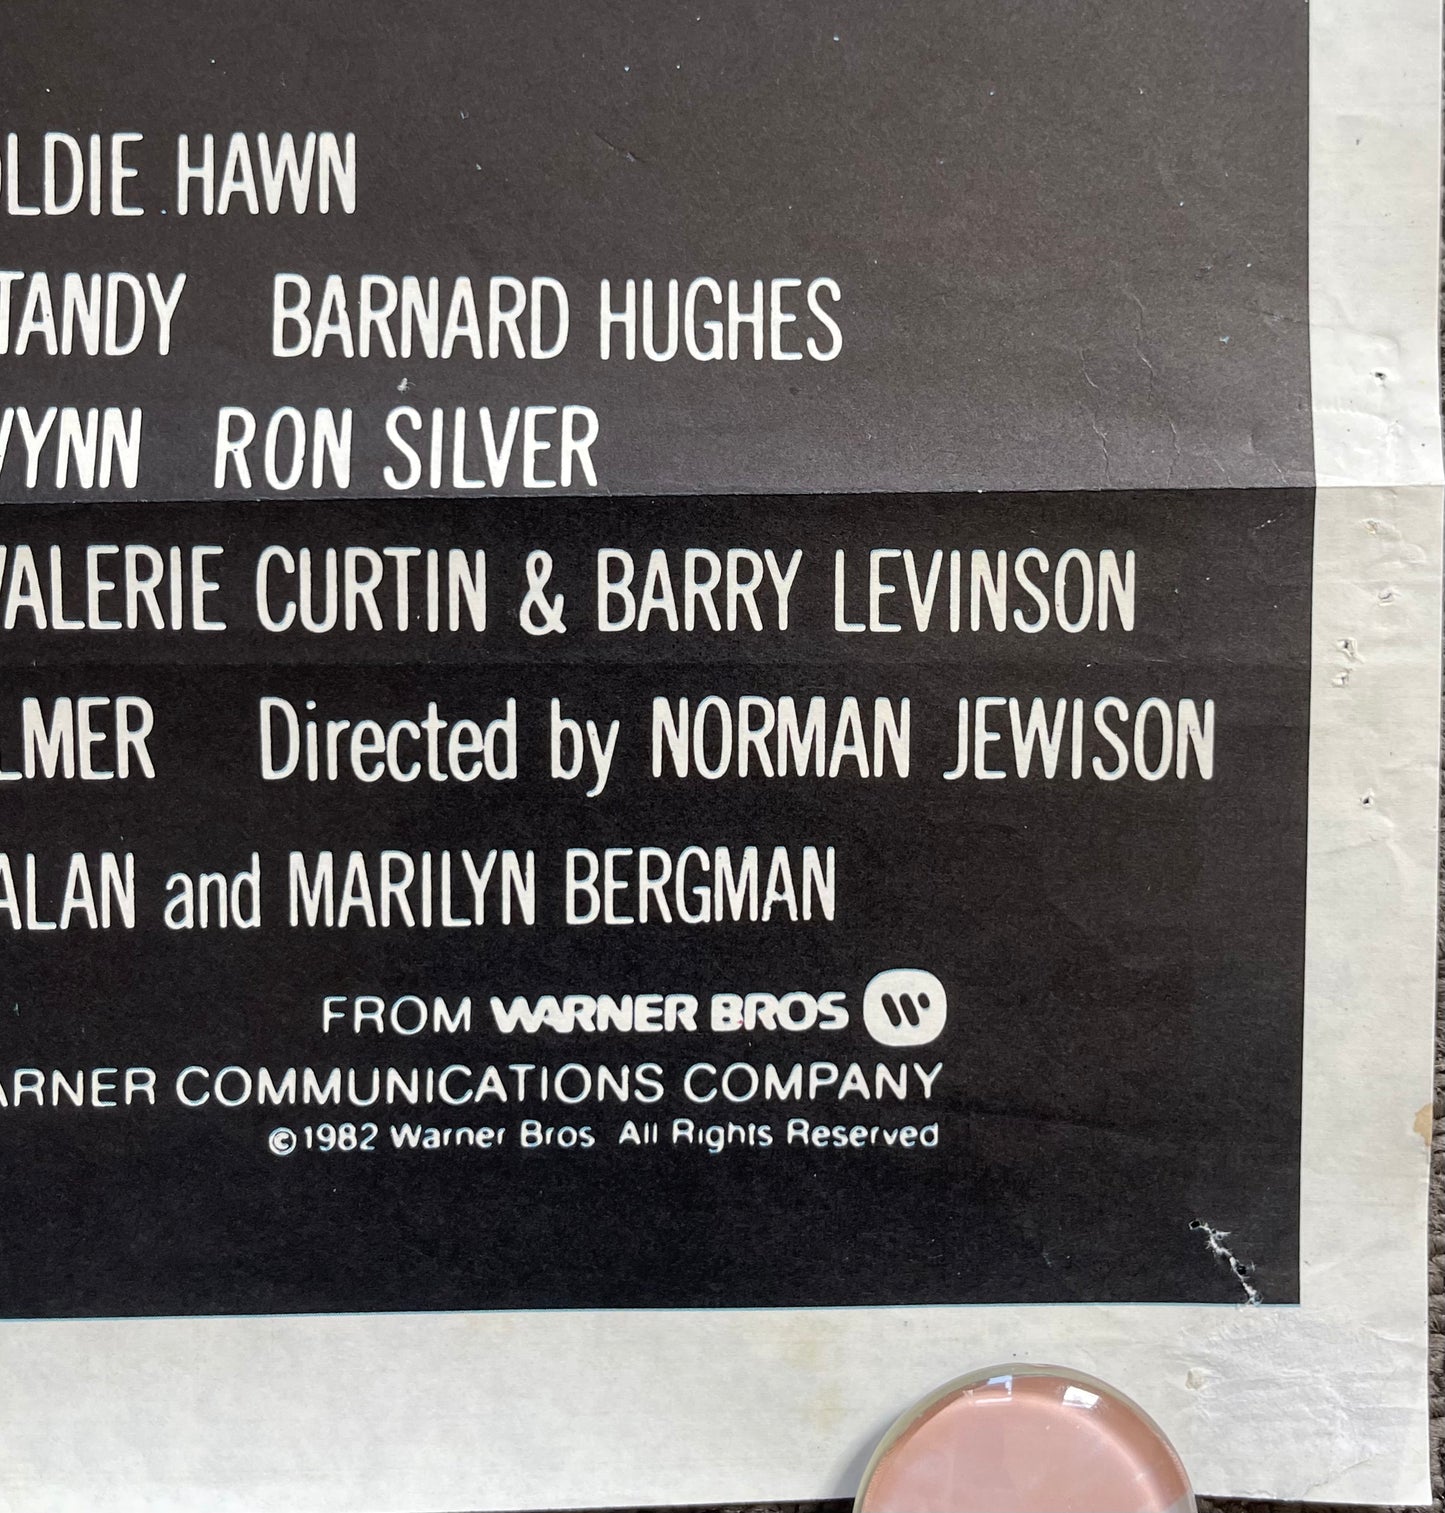 OLDIE HAWN
TANDY BARNARD HUGHES
WYNN RON SILVER
VALERIE CURTIN & BARRY LEVINSON
LMER Directed by NORMAN JEWISON
ALAN and MARILYN BERGMAN
FROM WARNER BROS
ARNER COMMUNICATIONS COMPANY
©1982 Warner Bros All Rights Reserved